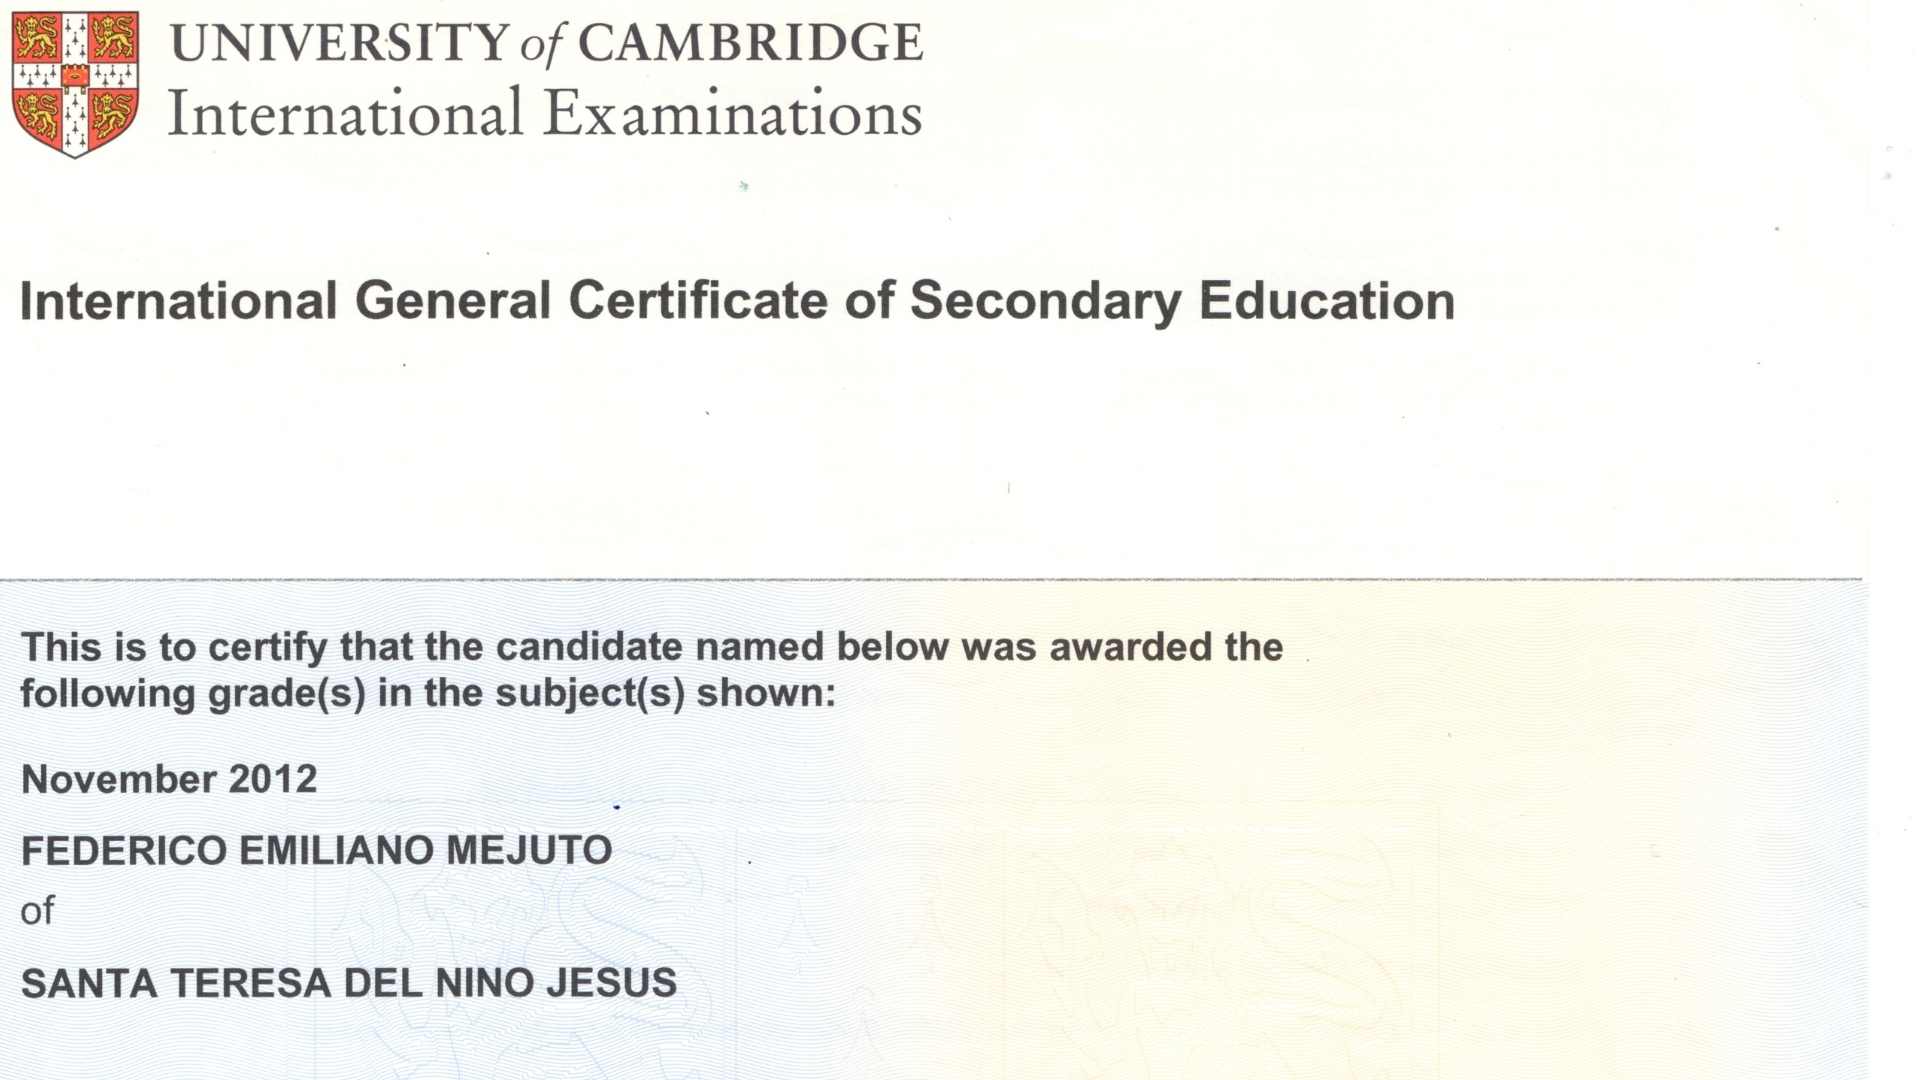 UNIVERSITY of CAMBRIDGE
International Examinations
International General Certificate of Secondary Education
This is to certify that the candidate named below was awarded the
following grade(s) in the subject(s) shown:
November 2012
FEDERICO EMILIANO MEJUTO
of
SANTA TERESA DEL NINO JESUS